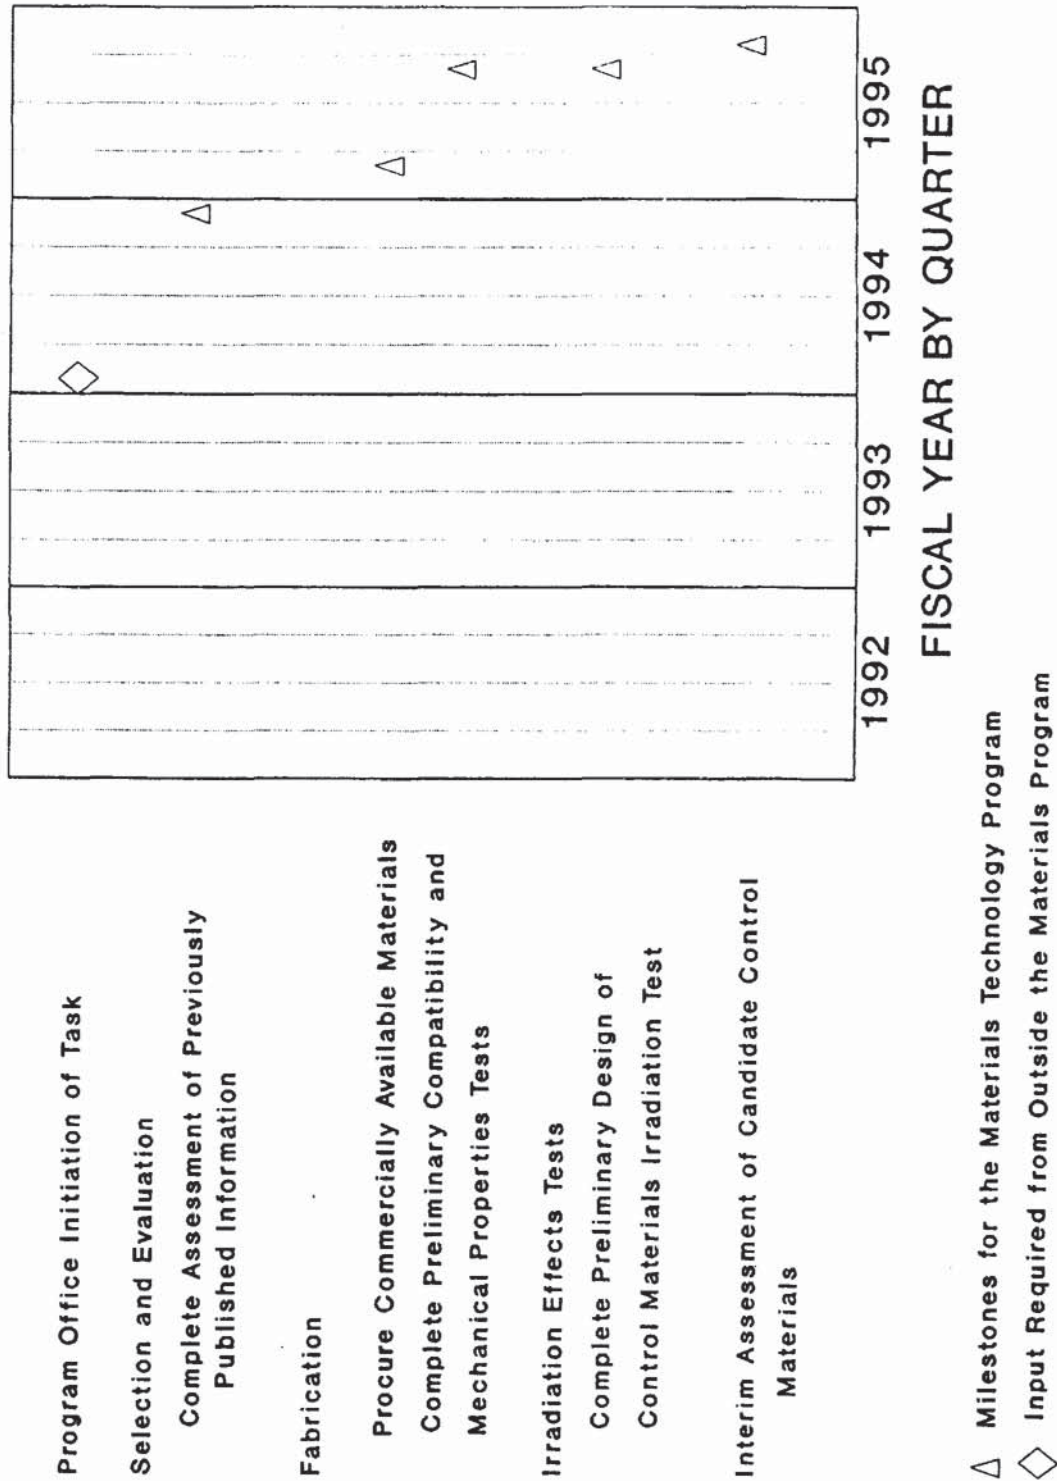 Program Office Initiation of Task
Selection and Evaluation
Complete Assessment of Previously
Published Information
Fabrication
Procure Commercially Available Materials
Complete Preliminary Compatibility and
Mechanical Properties Tests
Irradiation Effects Tests
Complete Preliminary Design of
Control Materials Irradiation Test
Interim Assessment of Candidate Control
Materials
1992 1993 1994 1995
FISCAL YEAR BY QUARTER
Milestones for the Materials Technology Program
Input Required from Outside the Materials Program